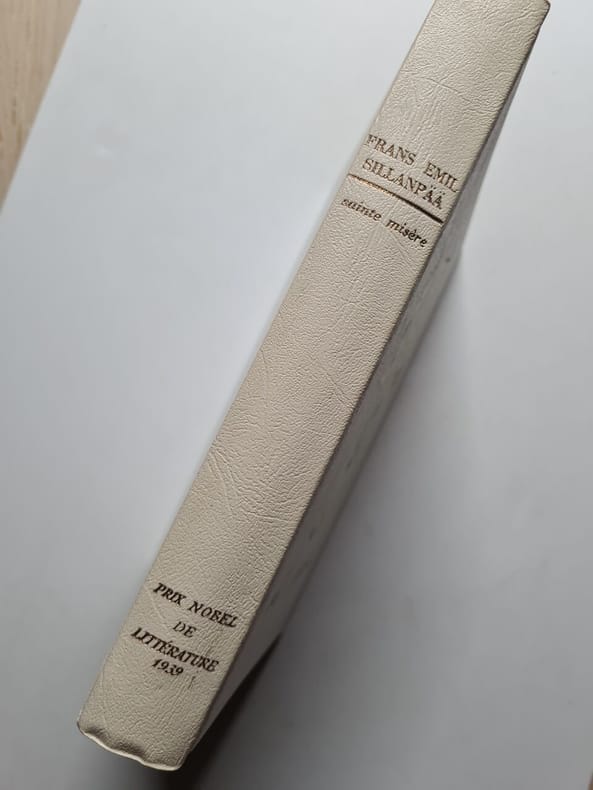 FRANS EMIL
SILLANPÄÄ
sainte misère
PRIX NOBEL
DE
LITTÉRATURE
1939